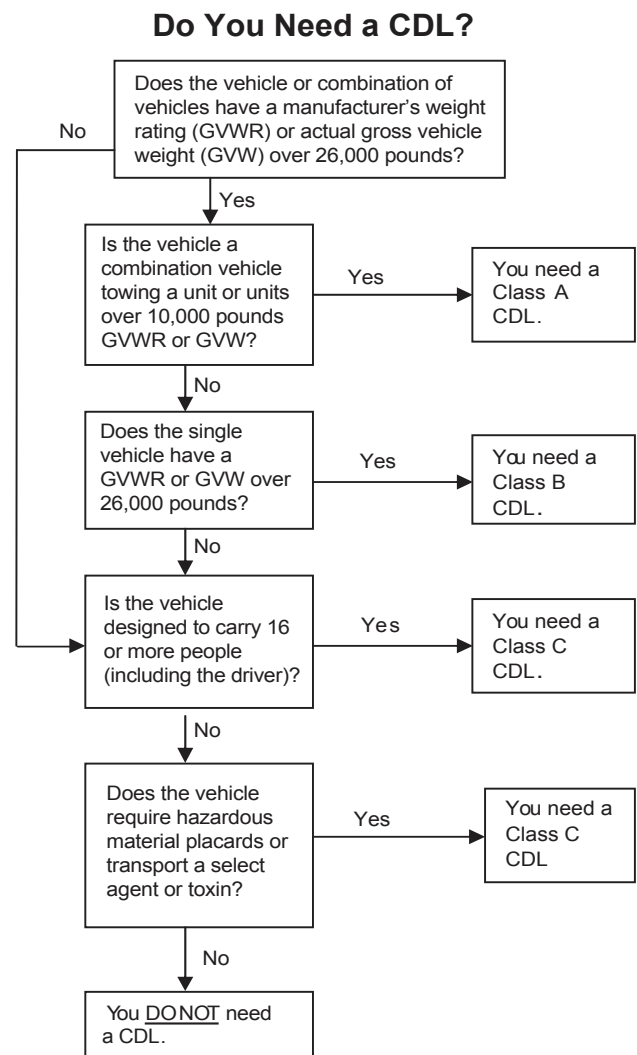 Do You Need a CDL?
Does the vehicle or combination of
vehicles have a manufacturer's weight
rating (GVWR) or actual gross vehicle
weight (GVW) over 26,000 pounds?
No
Yes
Is the vehicle a
combination vehicle
towing a unit or units
over 10,000 pounds
GVWR or GVW?
Yes
You need a
Class A
CDL.
No
Does the single
vehicle have a
GVWR or GVW over
26,000 pounds?
Yes
You need a
Class B
CDL.
No
Is the vehicle
designed to carry 16
or more people
(including the driver)?
Yes
You need a
Class C
CDL.
No
Does the vehicle
require hazardous
material placards or
transport a select
agent or toxin?
Yes
You need a
Class C
CDL
No
You DO NOT need
a CDL.